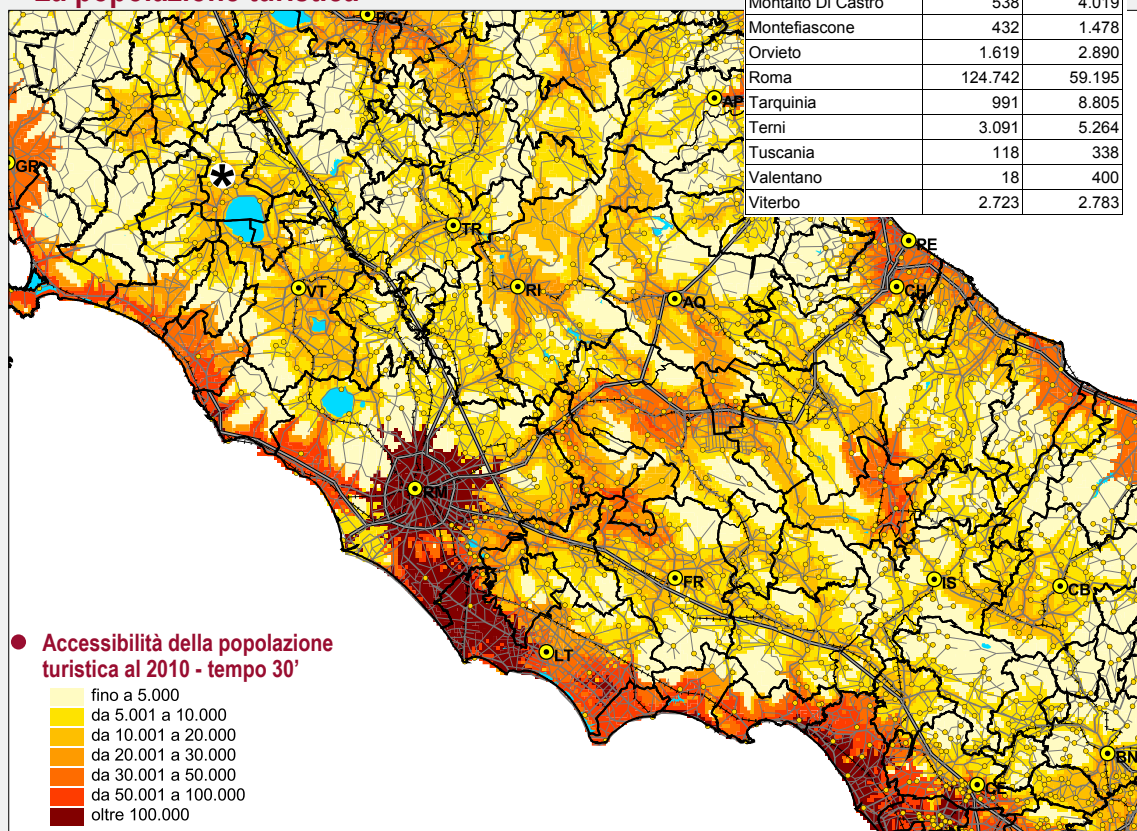 La popolazione turistica
Montalto Di Castro 538 4.019
Montefiascone 432 1.478
Orvieto 1.619 2.890
Roma 124.742 59.195
Tarquinia 991 8.805
Terni 3.091 5.264
Tuscania 118 338
Valentano 18 400
Viterbo 2.723 2.783
PG
AP
GR
*
TR
PE
VT
RI
AQ
CH
RM
FR
IS
CB
LT
BN
CE
Accessibilità della popolazione
turistica al 2010 - tempo 30'
fino a 5.000
da 5.001 a 10.000
da 10.001 a 20.000
da 20.001 a 30.000
da 30.001 a 50.000
da 50.001 a 100.000
oltre 100.000